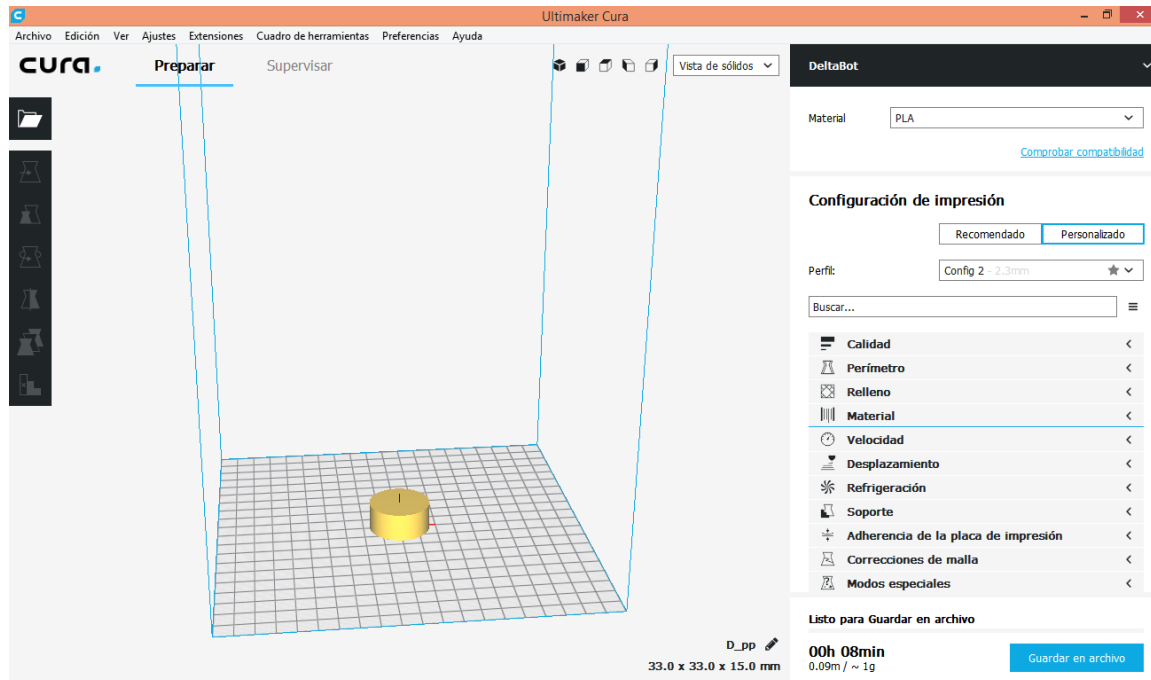 Ultimaker Cura
Archivo Edición Ver Ajustes Extensiones Cuadro de herramientas Preferencias Ayuda
cura.
Preparar Supervisar
Vista de sólidos
DeltaBot
Material PLA
Comprobar compatibilidad
Configuración de impresión
Recomendado Personalizado
Perfil: Config 2 - 2.3mm
Buscar...
Calidad
Perímetro
Relleno
Material
Velocidad
Desplazamiento
Refrigeración
Soporte
Adherencia de la placa de impresión
Correcciones de malla
Modos especiales
Listo para Guardar en archivo
D_pp
33.0 x 33.0 x 15.0 mm
00h 08min
0.09m / ~ 1g
Guardar en archivo